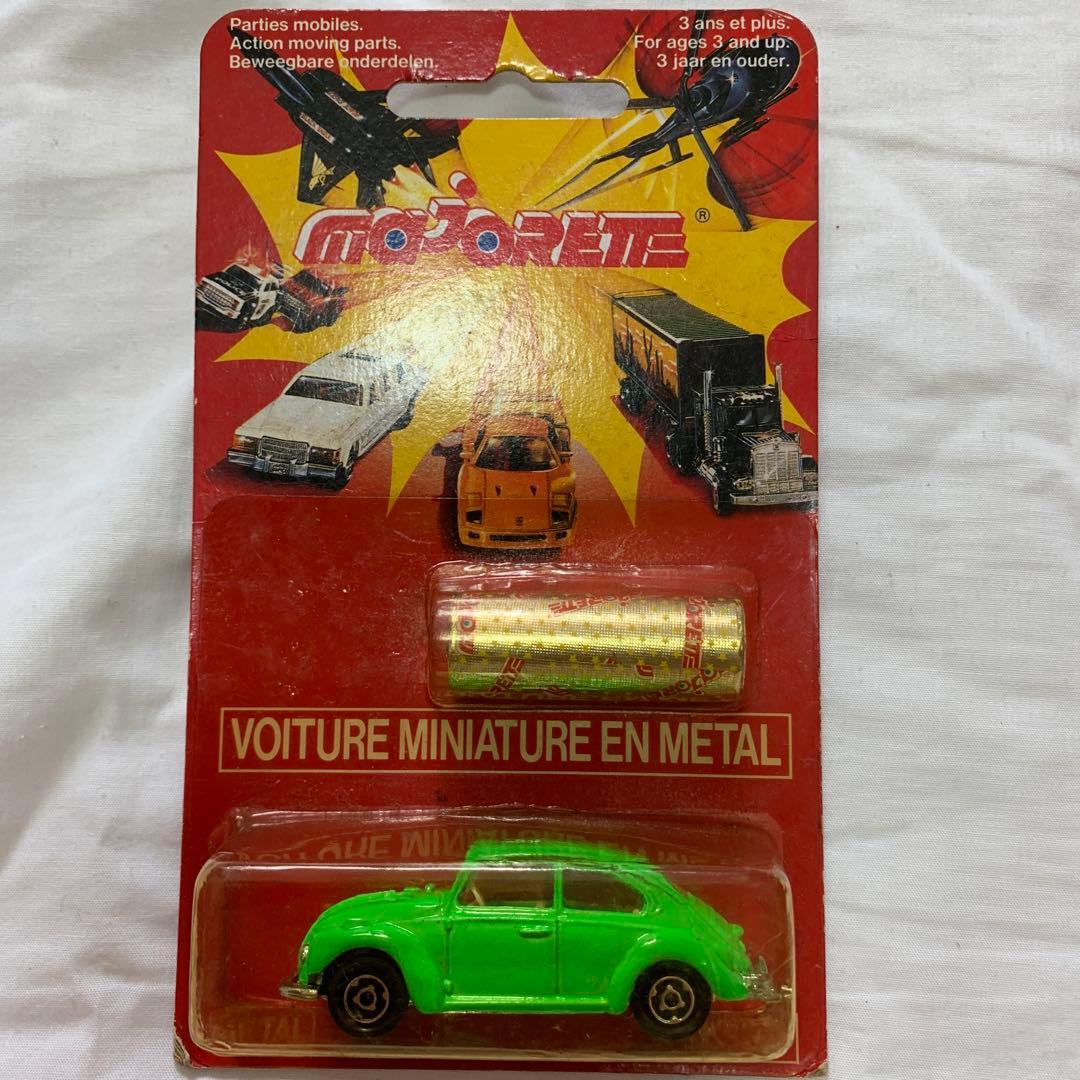 Parties mobiles.
Action moving parts.
Beweegbare onderdelen.
3 ans et plus.
For ages 3 and up.
3 jaar en ouder.
MAJORETTE ®
MAJORETTE
VOITURE MINIATURE EN METAL